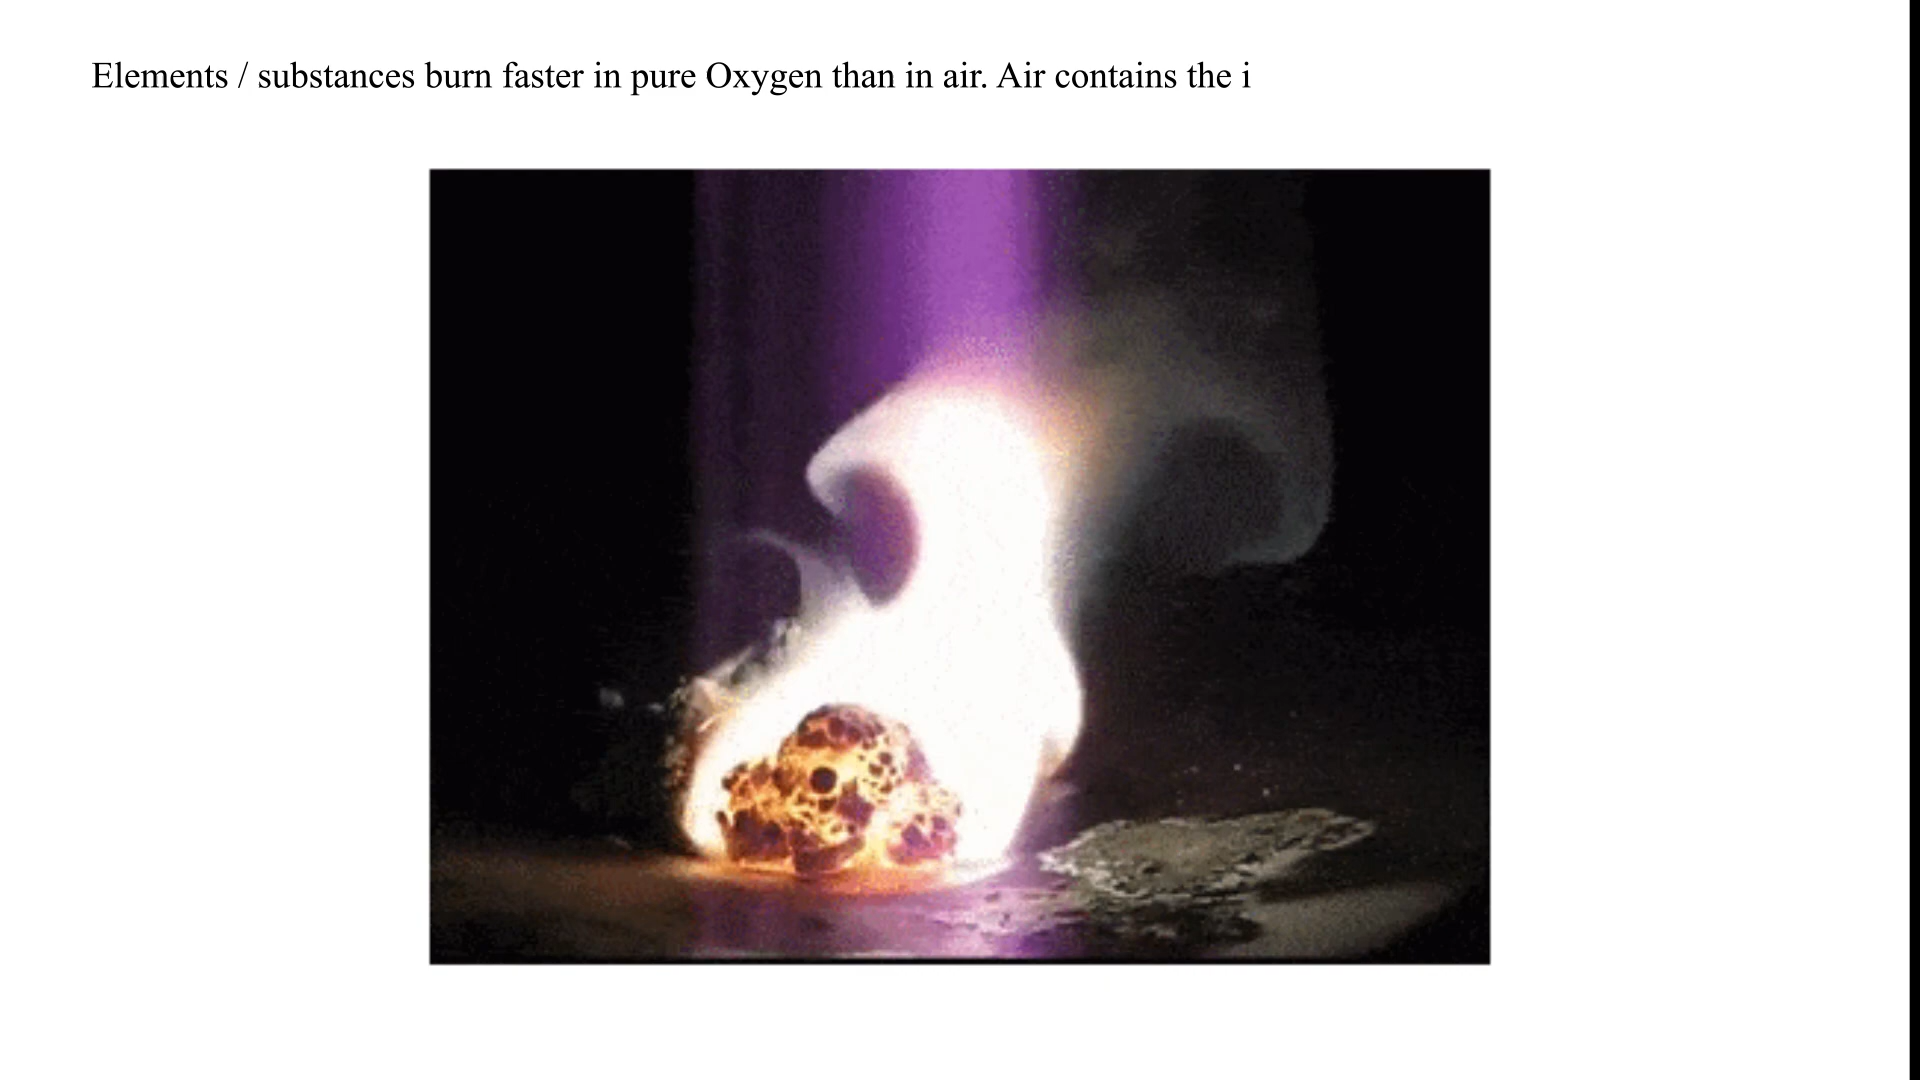 Elements / substances burn faster in pure Oxygen than in air. Air contains the i